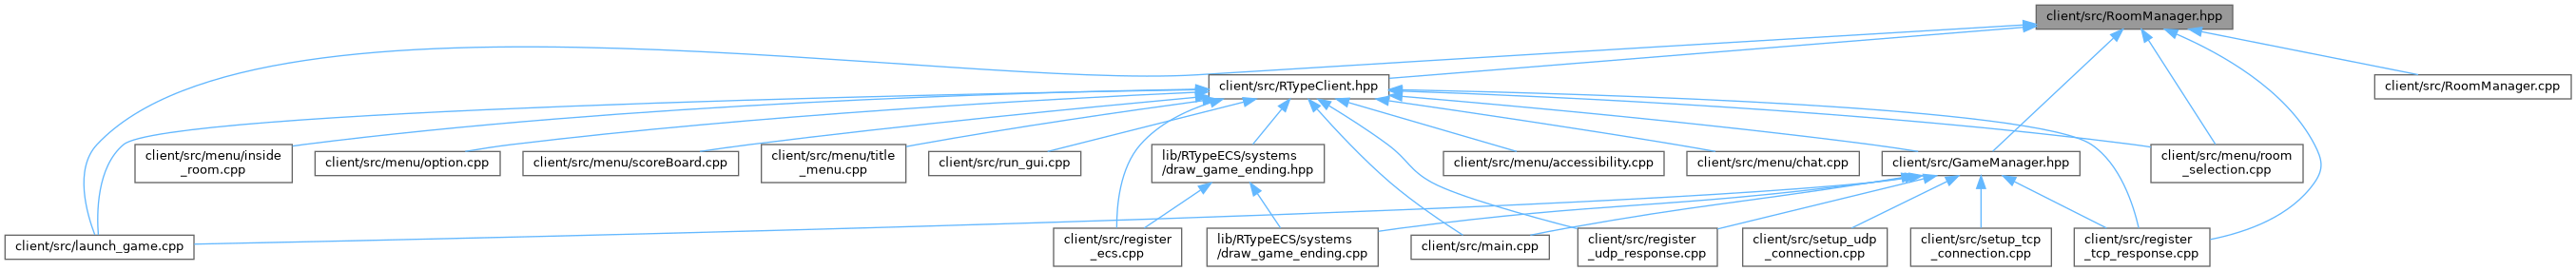 client/src/RoomManager.hpp
client/src/RTypeClient.hpp
client/src/RoomManager.cpp
client/src/menu/inside
_room.cpp
client/src/menu/option.cpp
client/src/menu/scoreBoard.cpp
client/src/menu/title
_menu.cpp
client/src/run_gui.cpp
lib/RTypeECS/systems
/draw_game_ending.hpp
client/src/menu/accessibility.cpp
client/src/menu/chat.cpp
client/src/GameManager.hpp
client/src/menu/room
_selection.cpp
client/src/launch_game.cpp
client/src/register
_ecs.cpp
lib/RTypeECS/systems
/draw_game_ending.cpp
client/src/main.cpp
client/src/register
_udp_response.cpp
client/src/setup_udp
_connection.cpp
client/src/setup_tcp
_connection.cpp
client/src/register
_tcp_response.cpp